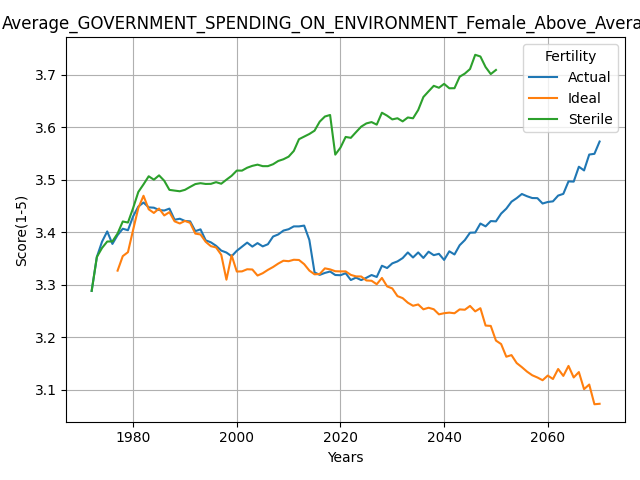 Average_GOVERNMENT_SPENDING_ON_ENVIRONMENT_Female_Above_Avera
Fertility
Actual
Ideal
Sterile
Score(1-5)
3.7
3.6
3.5
3.4
3.3
3.2
3.1
1980 2000 2020 2040 2060
Years